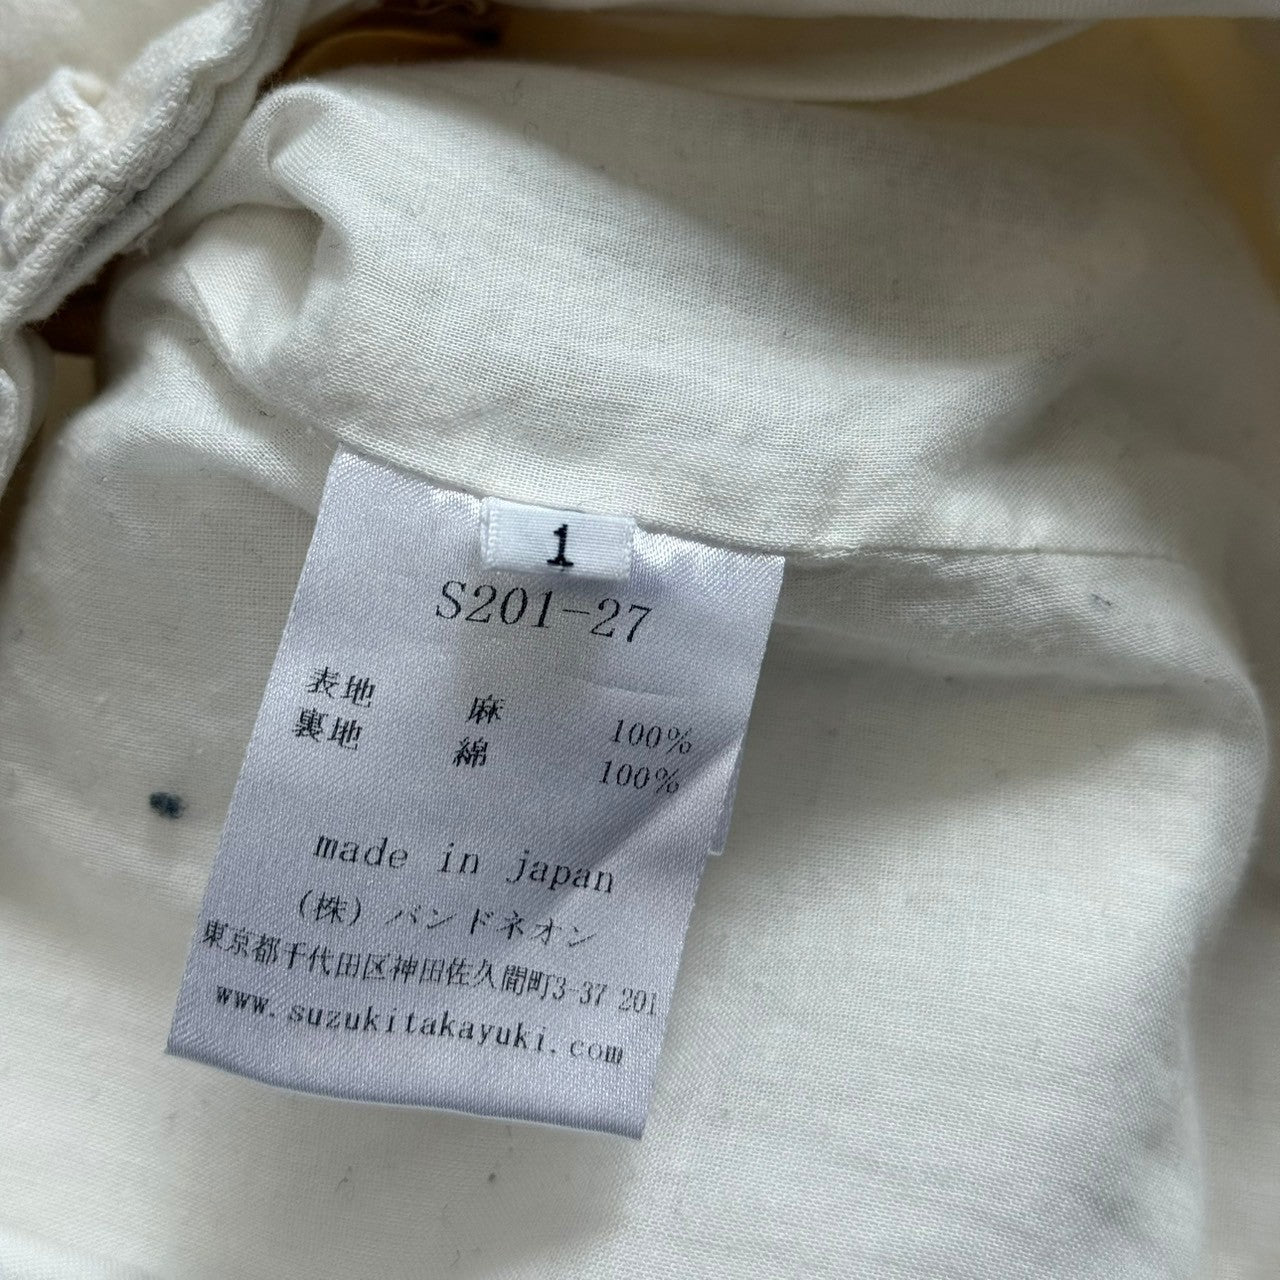 1
S201-27
表地 麻 100%
裏地 綿 100%
made in japan
(株)バンドネオン
東京都千代田区神田佐久間町3-37 201
www.suzukitakayuki.com